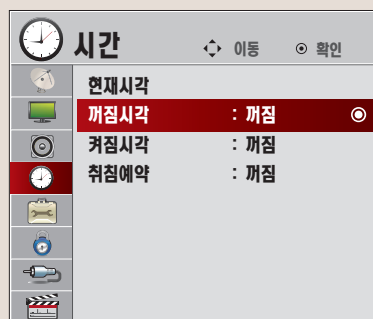 시간 이동 확인
현재시각
꺼짐시각 : 꺼짐
켜짐시각 : 꺼짐
취침예약 : 꺼짐